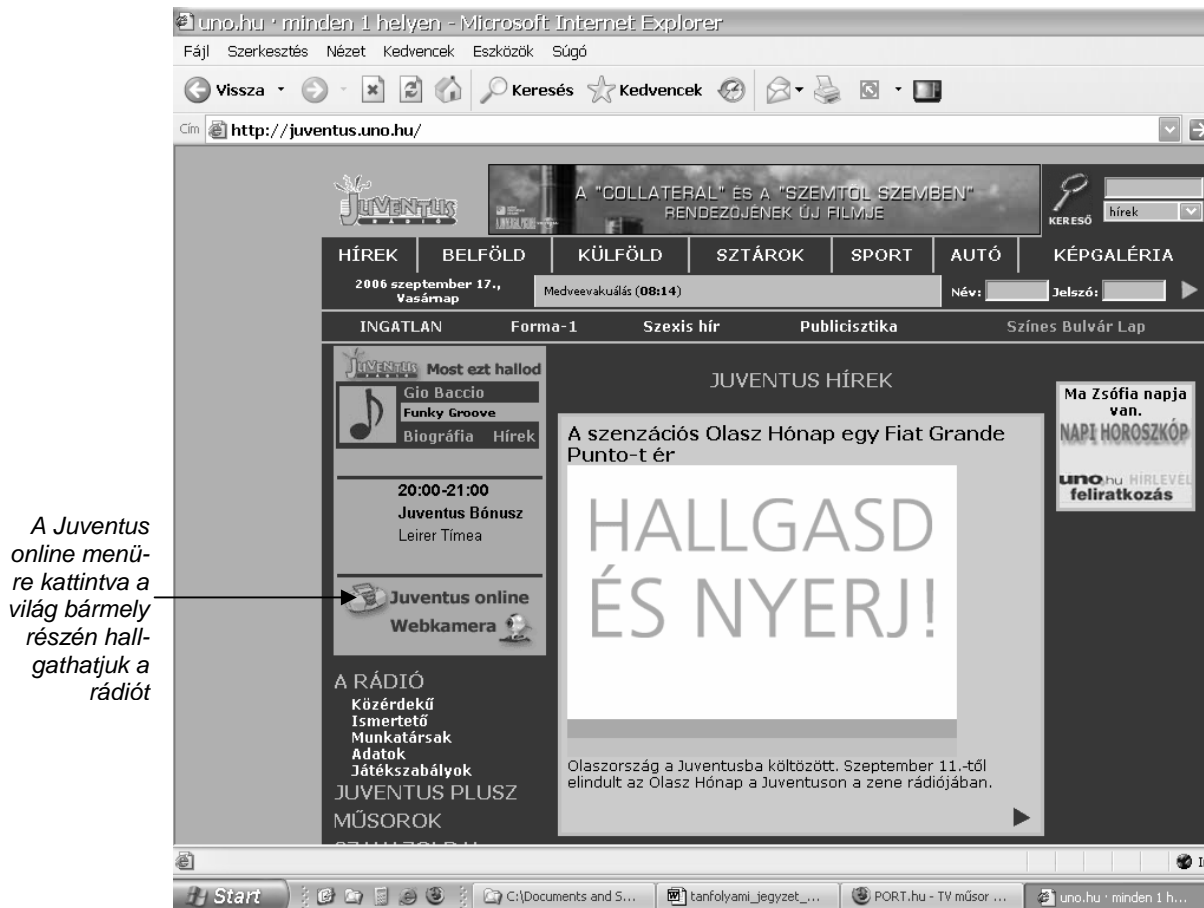 uno.hu · minden 1 helyen - Microsoft Internet Explorer
Fájl Szerkesztés Nézet Kedvencek Eszközök Súgó
Vissza Keresés Kedvencek
Cím http://juventus.uno.hu/
JUVENTUS
RÁDIÓ
A "COLLATERAL" ÉS A "SZEMTŐL SZEMBEN"
RENDEZŐJÉNEK ÚJ FILMJE
KERESŐ hírek
HÍREK BELFÖLD KÜLFÖLD SZTÁROK SPORT AUTÓ KÉPGALÉRIA
2006 szeptember 17.,
Vasárnap
Medveevakuálás (08:14)
Név: Jelszó:
INGATLAN Forma-1 Szexis hír Publicisztika Színes Bulvár Lap
JUVENTUS Most ezt hallod
Gio Baccio
Funky Groove
Biográfia Hírek
20:00-21:00
Juventus Bónusz
Leirer Tímea
Juventus online
Webkamera
A RÁDIÓ
Közérdekű
Ismertető
Munkatársak
Adatok
Játékszabályok
JUVENTUS PLUSZ
MŰSOROK
JUVENTUS HÍREK
A szenzációs Olasz Hónap egy Fiat Grande
Punto-t ér
HALLGASD
ÉS NYERJ!
Olaszország a Juventusba költözött. Szeptember 11.-től
elindult az Olasz Hónap a Juventuson a zene rádiójában.
Ma Zsófia napja
van.
NAPI HOROSZKÓP
uno.hu HÍRLEVÉL
feliratkozás
A Juventus
online menü-
re kattintva a
világ bármely
részén hall-
gathatjuk a
rádiót
Start C:\Documents and S... tanfolyami_jegyzet_... PORT.hu - TV műsor ... uno.hu · minden 1 h...